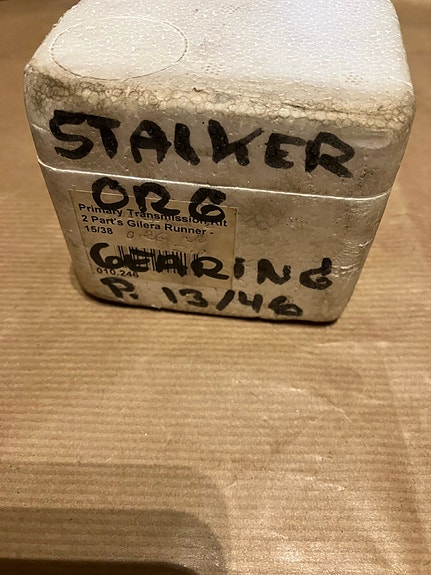 STALKER
ORG
Primary Transmission Kit
2 Part's Gilera Runner -
15/38
GEARING
010.246
P. 13/46